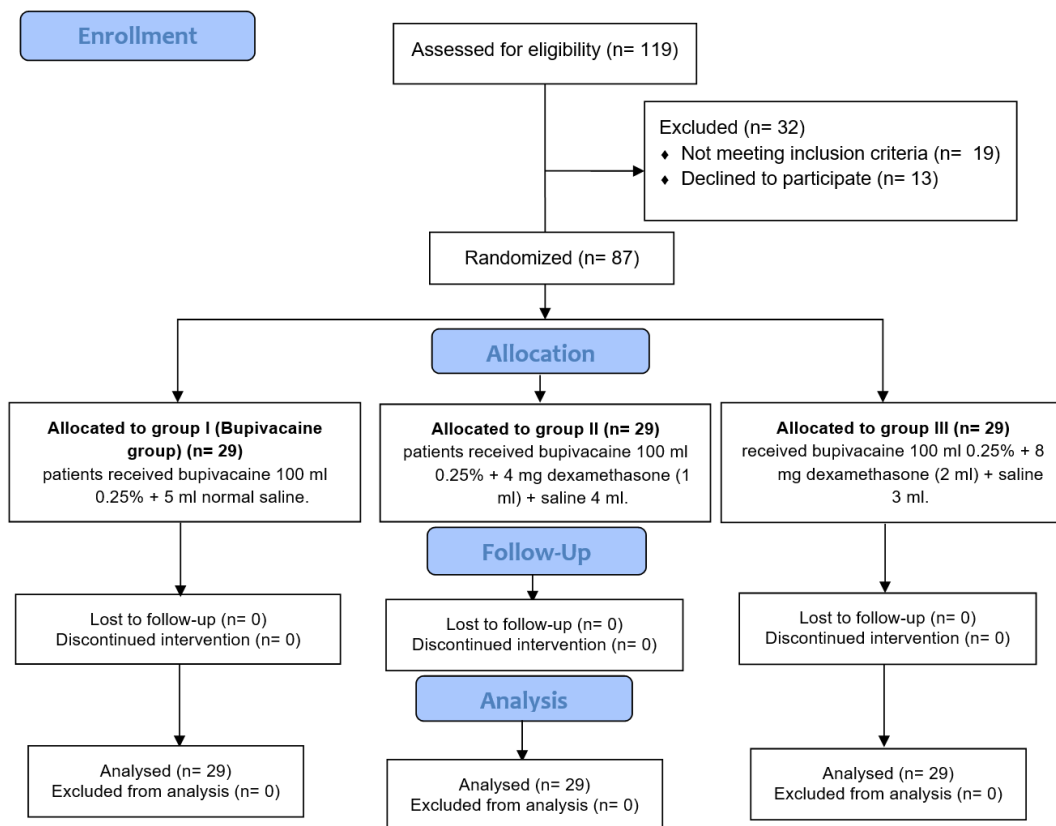 Enrollment
Assessed for eligibility (n= 119)
Excluded (n= 32)
♦ Not meeting inclusion criteria (n= 19)
♦ Declined to participate (n= 13)
Randomized (n= 87)
Allocation
Allocated to group I (Bupivacaine
group) (n= 29)
patients received bupivacaine 100 ml
0.25% + 5 ml normal saline.
Allocated to group II (n= 29)
patients received bupivacaine 100 ml
0.25% + 4 mg dexamethasone (1
ml) + saline 4 ml.
Allocated to group III (n= 29)
received bupivacaine 100 ml 0.25% + 8
mg dexamethasone (2 ml) + saline
3 ml.
Follow-Up
Lost to follow-up (n= 0)
Discontinued intervention (n= 0)
Lost to follow-up (n= 0)
Discontinued intervention (n= 0)
Lost to follow-up (n= 0)
Discontinued intervention (n= 0)
Analysis
Analysed (n= 29)
Excluded from analysis (n= 0)
Analysed (n= 29)
Excluded from analysis (n= 0)
Analysed (n= 29)
Excluded from analysis (n= 0)